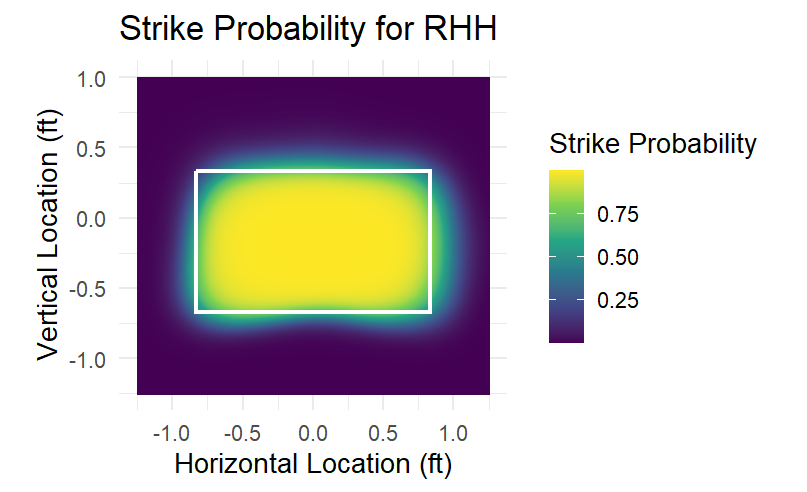 Strike Probability for RHH
1.0
0.5
0.0
-0.5
-1.0
Vertical Location (ft)
-1.0 -0.5 0.0 0.5 1.0
Horizontal Location (ft)
Strike Probability
0.75
0.50
0.25